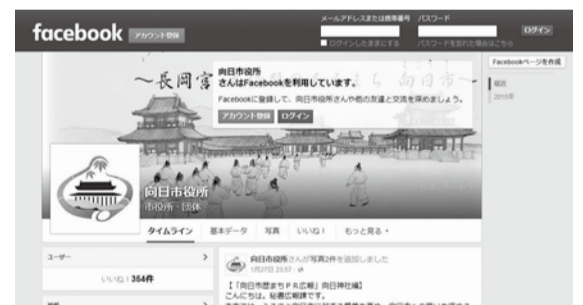 facebook
アカウント登録
メールアドレスまたは携帯番号
パスワード
ログイン
ログインしたままにする
パスワードを忘れた場合はこちら
Facebookページを作成
最近
2015年
～長岡宮
ら 向日市～
向日市役所
さんはFacebookを利用しています。
Facebookに登録して、向日市役所さんや他の友達と交流を深めましょう。
アカウント登録
ログイン
向日市役所
市役所・団体
タイムライン
基本データ
写真
いいね！
もっと見る
ユーザー
いいね！354件
向日市役所さんが写真2件を追加しました
1月27日 23:57
【「向日市歴まちＰＲ広報」向日神社編】
こんにちは。秘書広報課です。